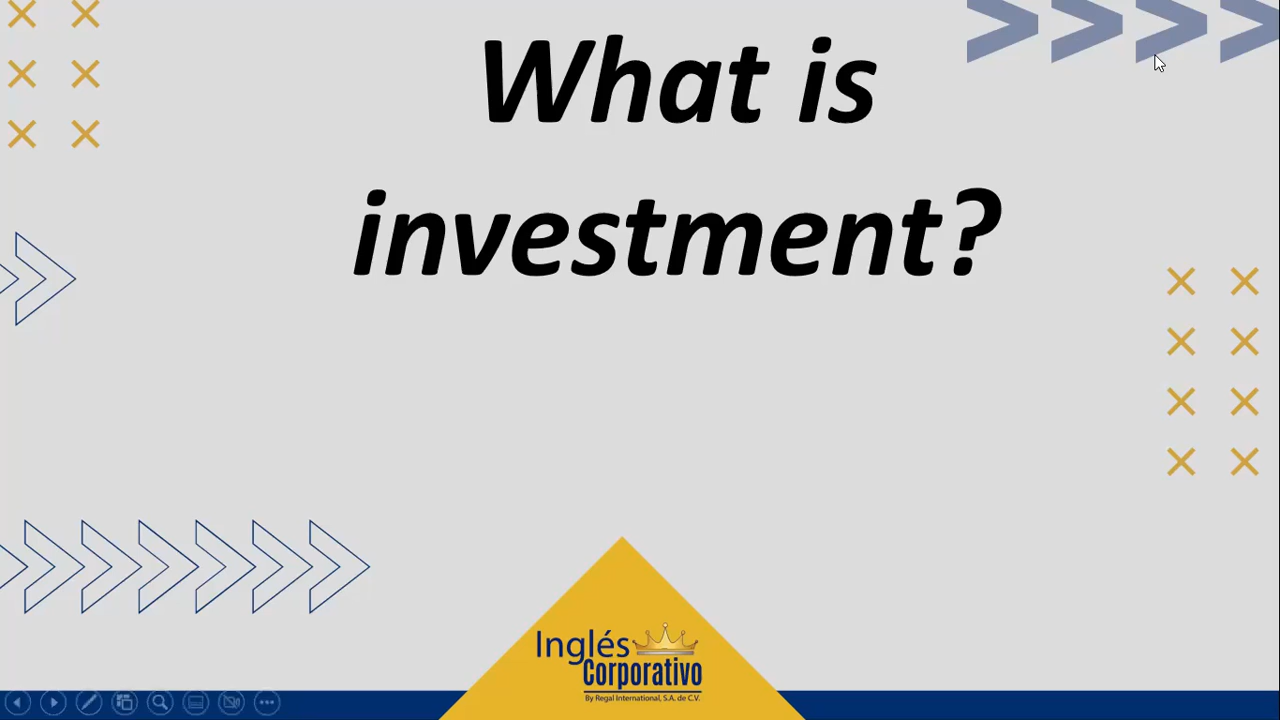 What is
investment?
Inglés
Corporativo
By Regal International, S.A. de C.V.